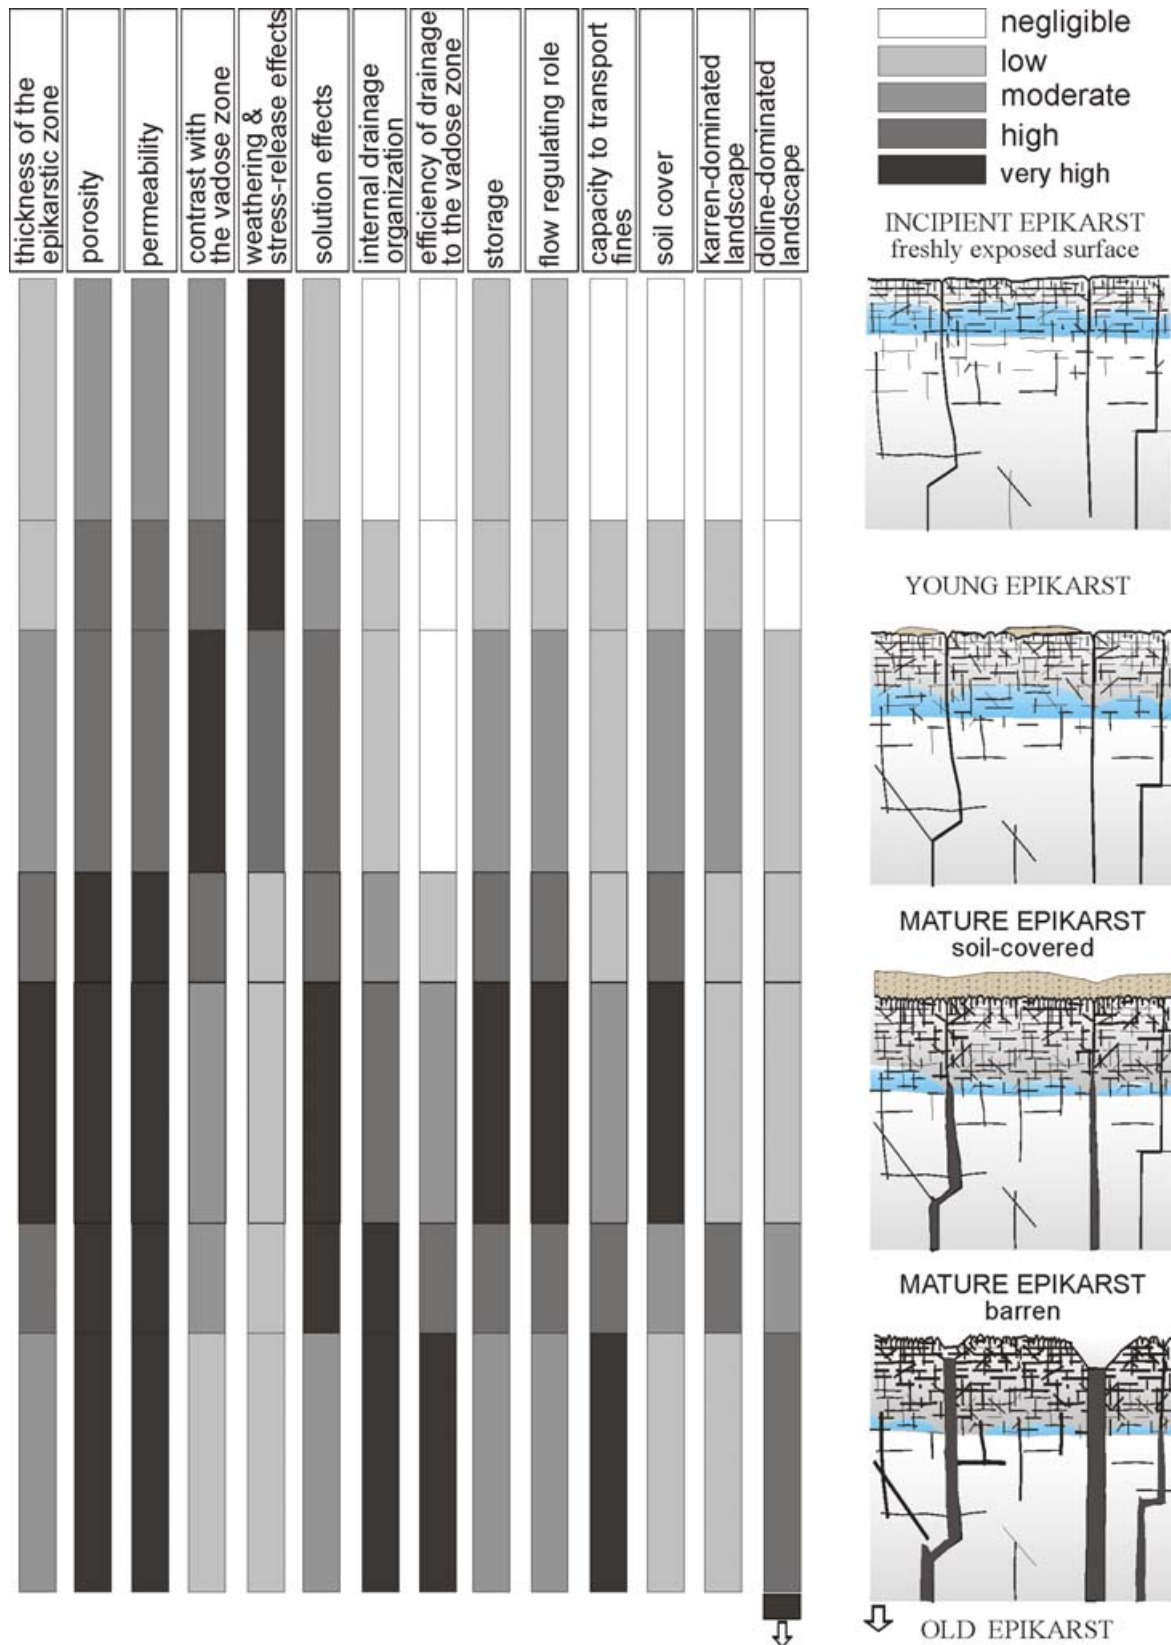 thickness of the
epikarstic zone
porosity
permeability
contrast with
the vadose zone
weathering &
stress-release effects
solution effects
internal drainage
organization
efficiency of drainage
to the vadose zone
storage
flow regulating role
capacity to transport
fines
soil cover
karren-dominated
landscape
doline-dominated
landscape
negligible
low
moderate
high
very high
INCIPIENT EPIKARST
freshly exposed surface
YOUNG EPIKARST
MATURE EPIKARST
soil-covered
MATURE EPIKARST
barren
OLD EPIKARST